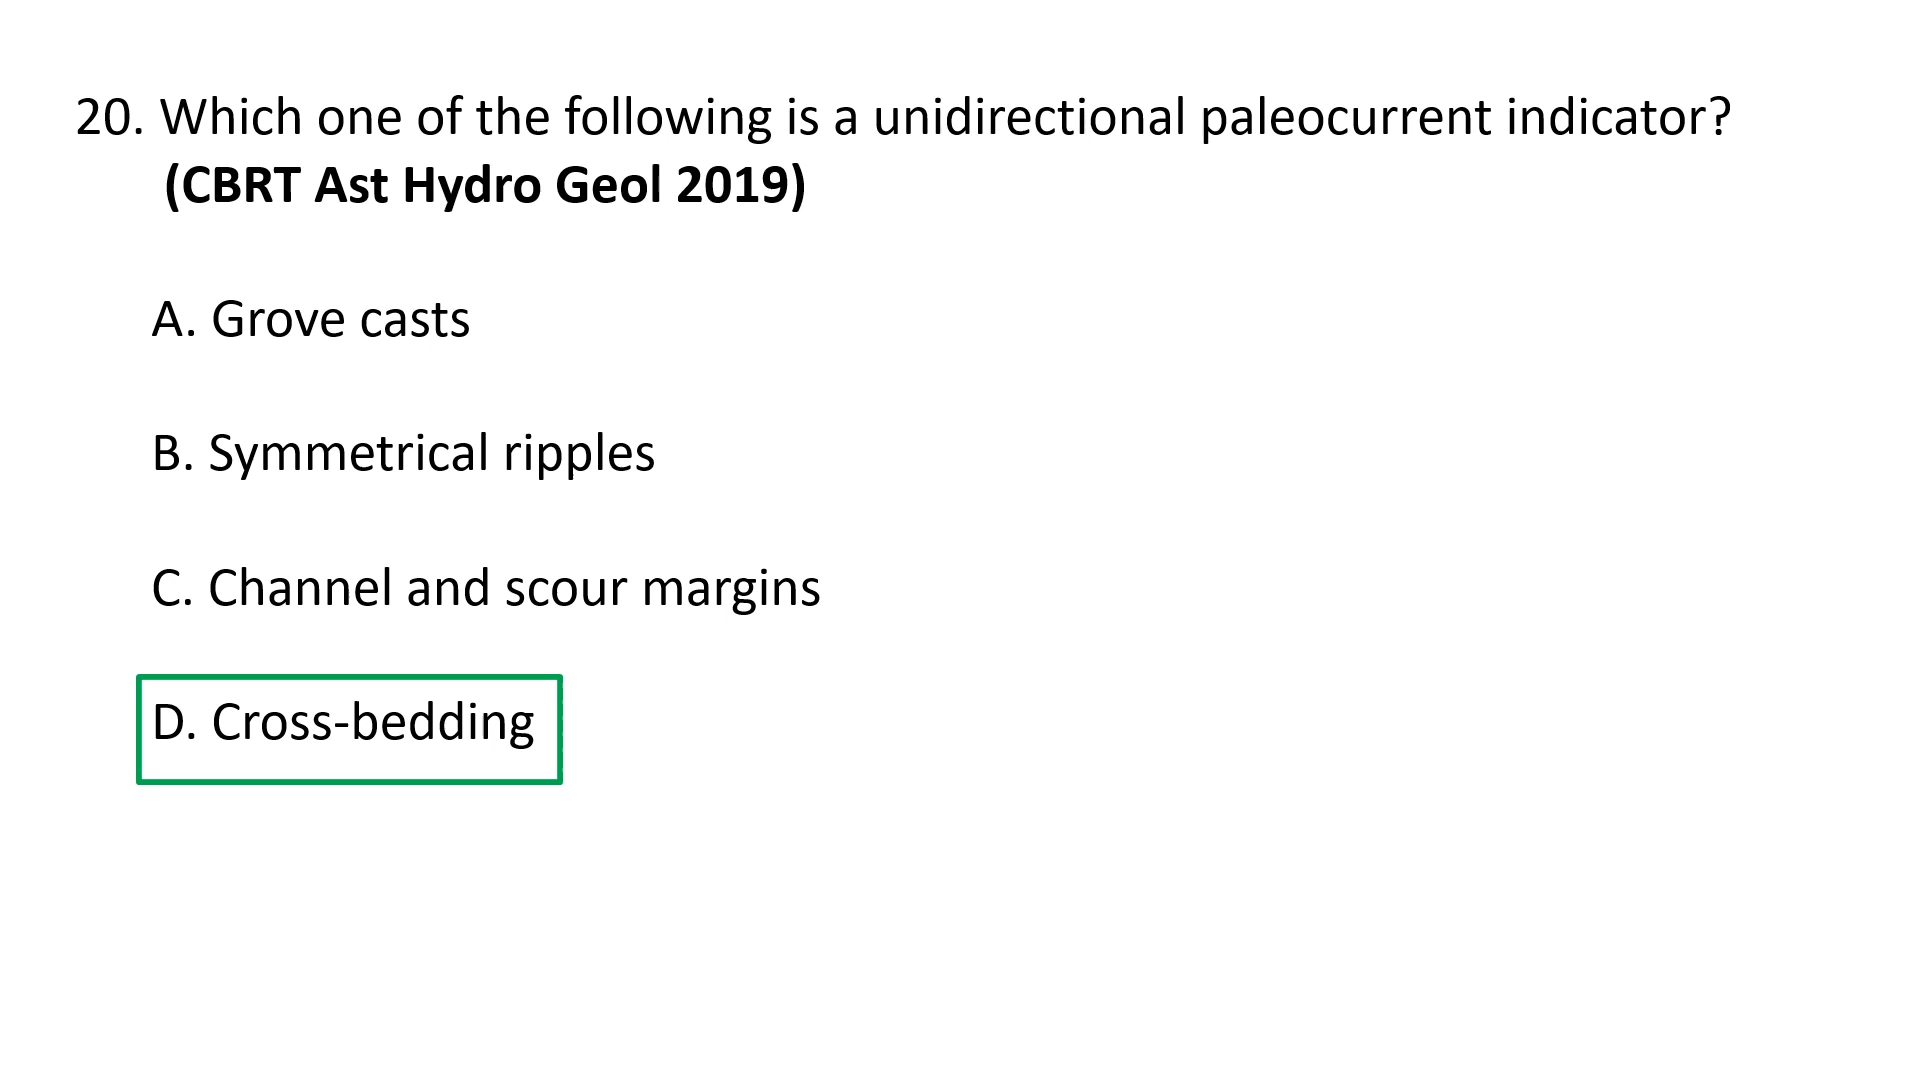 20. Which one of the following is a unidirectional paleocurrent indicator?
(CBRT Ast Hydro Geol 2019)
A. Grove casts
B. Symmetrical ripples
C. Channel and scour margins
D. Cross-bedding